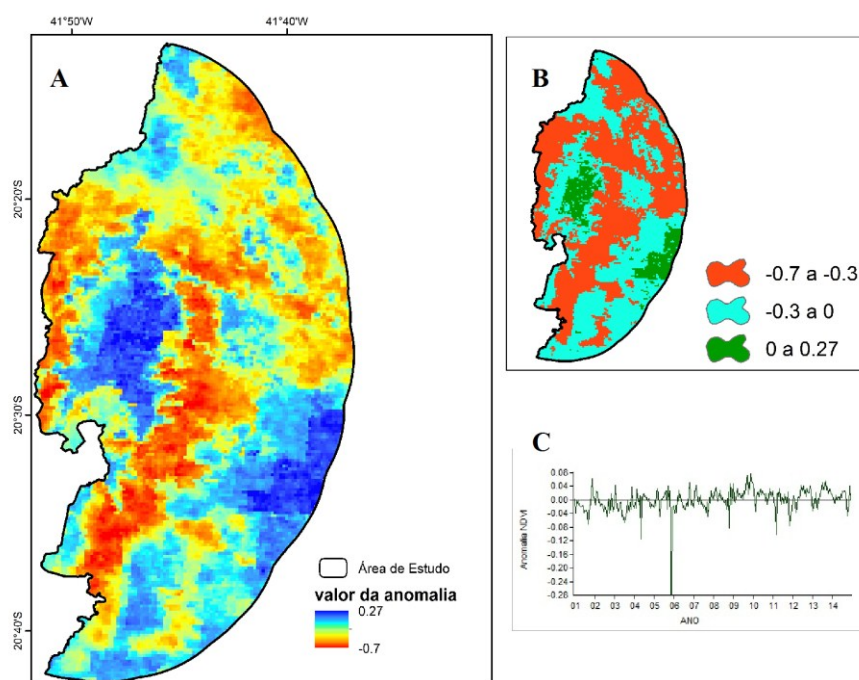 41°50'W
41°40'W
A
20°20'S
20°30'S
20°40'S
Área de Estudo
valor da anomalia
0.27
-0.7
B
-0.7 a -0.3
-0.3 a 0
0 a 0.27
C
0.08
0.04
0.00
-0.04
-0.08
-0.12
-0.16
-0.20
-0.26
Anomalia NDVI
01 02 03 04 05 06 07 08 09 10 11 12 13 14
ANO